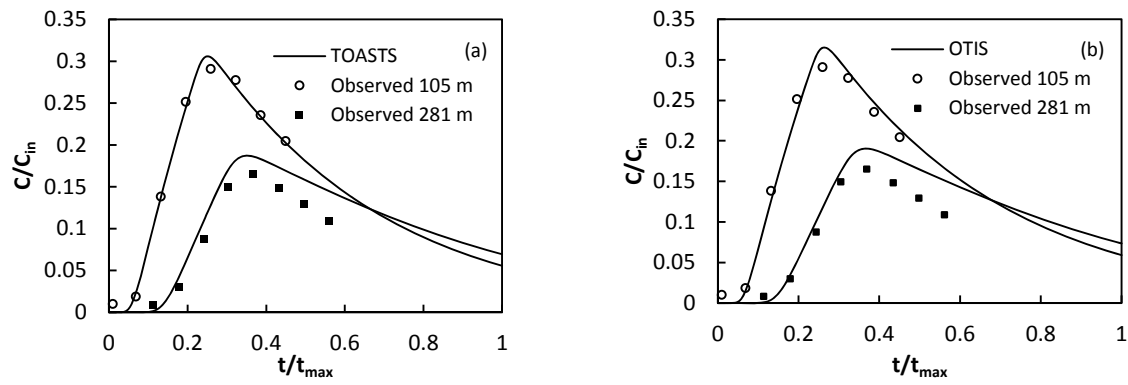 0.35
0.3
0.25
0.2
0.15
0.1
0.05
0
C/Cin
TOASTS
Observed 105 m
Observed 281 m
(a)
0 0.2 0.4 0.6 0.8 1
t/tmax
0.35
0.3
0.25
0.2
0.15
0.1
0.05
0
C/Cin
OTIS
Observed 105 m
Observed 281 m
(b)
0 0.2 0.4 0.6 0.8 1
t/tmax